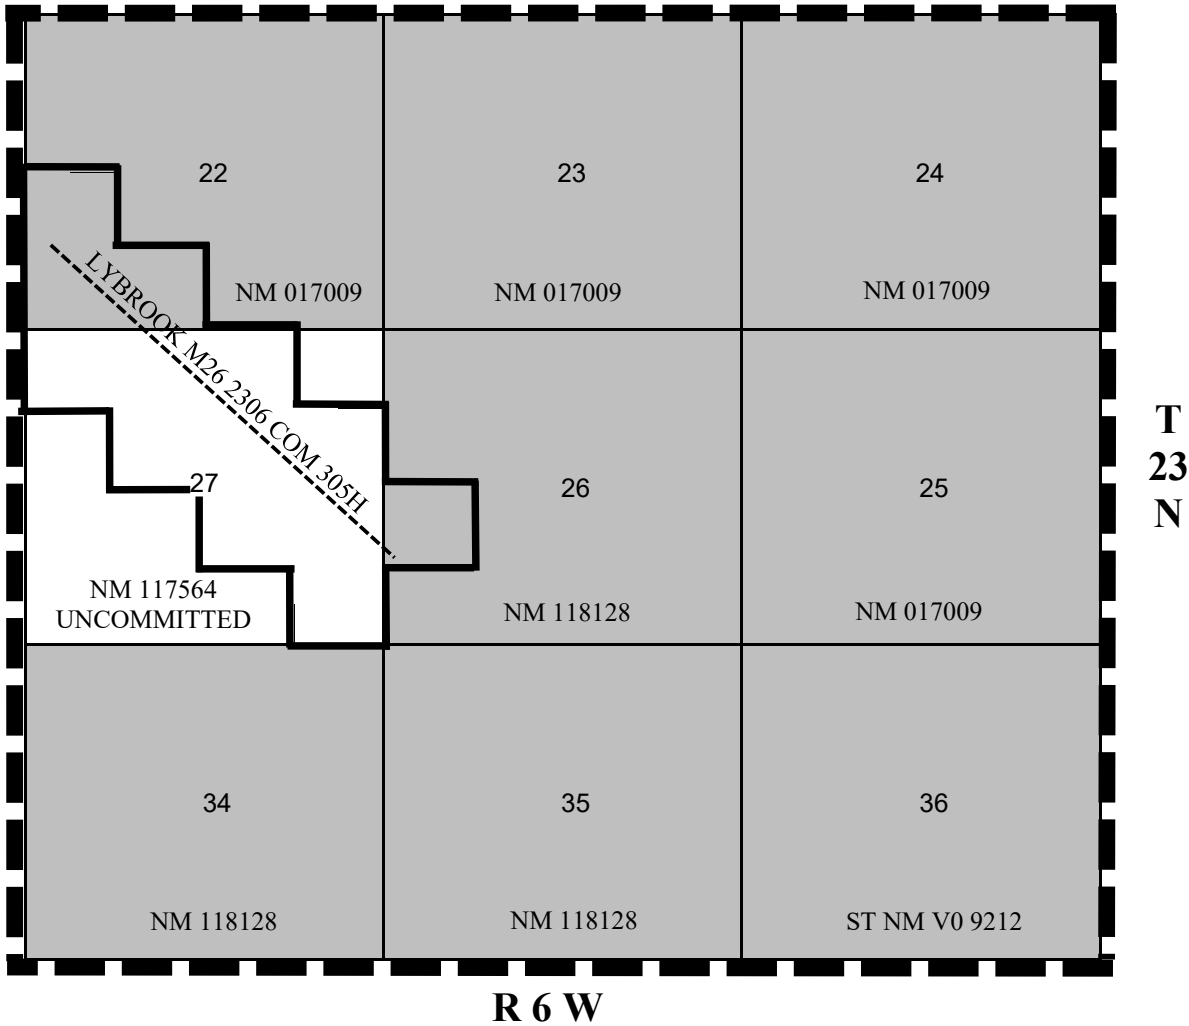 22
23
24
NM 017009
NM 017009
NM 017009
LYBROOK M26 2306 COM 305H
27
26
25
NM 117564
UNCOMMITTED
NM 118128
NM 017009
T
23
N
34
35
36
NM 118128
NM 118128
ST NM V0 9212
R 6 W